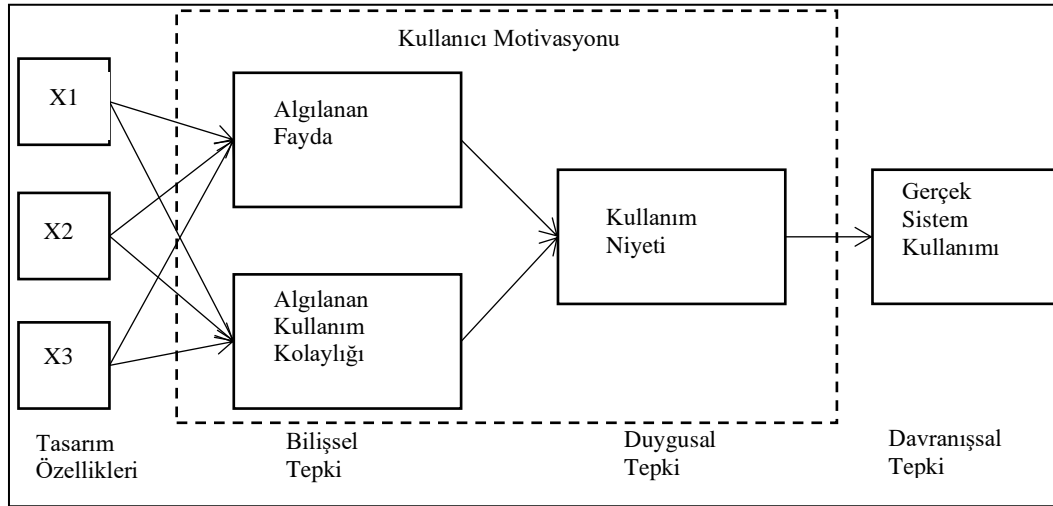 Kullanıcı Motivasyonu
X1
X2
X3
Algılanan
Fayda
Algılanan
Kullanım
Kolaylığı
Kullanım
Niyeti
Gerçek
Sistem
Kullanımı
Tasarım
Özellikleri
Bilişsel
Tepki
Duygusal
Tepki
Davranışsal
Tepki